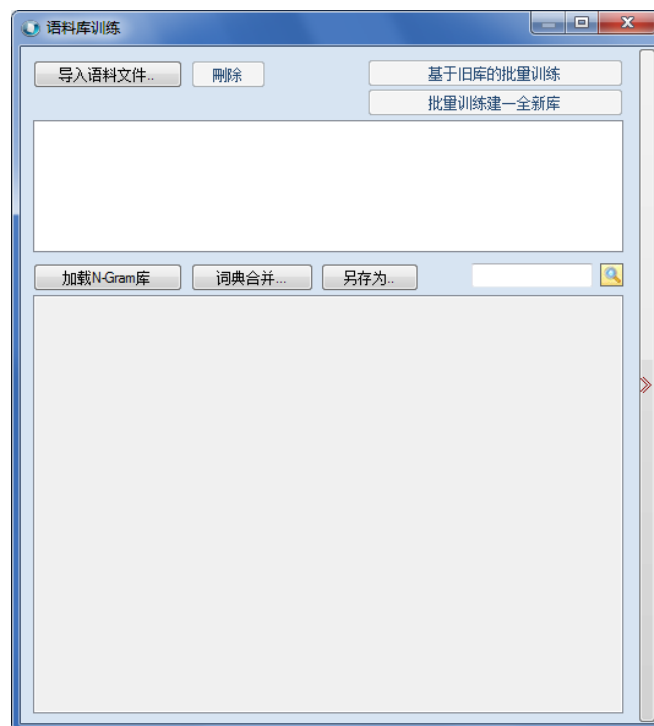 语料库训练
导入语料文件..
刪除
基于旧库的批量训练
批里训练建一全新库
加载N-Gram库
词典合并...
另存为..